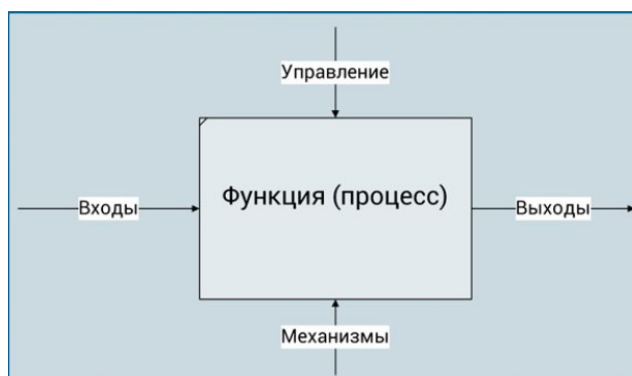 Управление
Функция (процесс)
Входы
Выходы
Механизмы